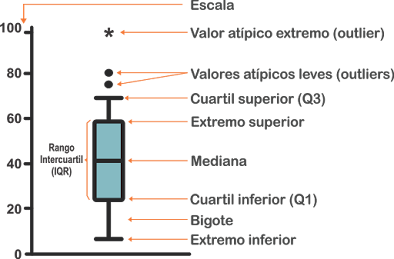 Escala
100
Valor atípico extremo (outlier)
80
Valores atípicos leves (outliers)
Cuartil superior (Q3)
60
Extremo superior
Rango
Intercuartil
(IQR)
40
Mediana
Cuartil inferior (Q1)
20
Bigote
Extremo inferior
0